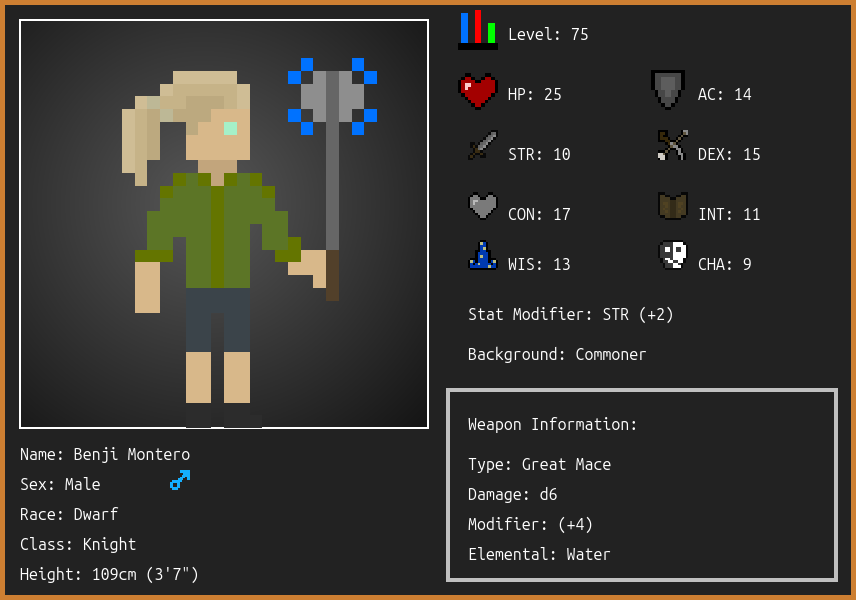 Level: 75
HP: 25
AC: 14
STR: 10
DEX: 15
CON: 17
INT: 11
WIS: 13
CHA: 9
Stat Modifier: STR (+2)
Background: Commoner
Weapon Information:
Type: Great Mace
Damage: d6
Modifier: (+4)
Elemental: Water
Name: Benji Montero
Sex: Male
Race: Dwarf
Class: Knight
Height: 109cm (3'7")